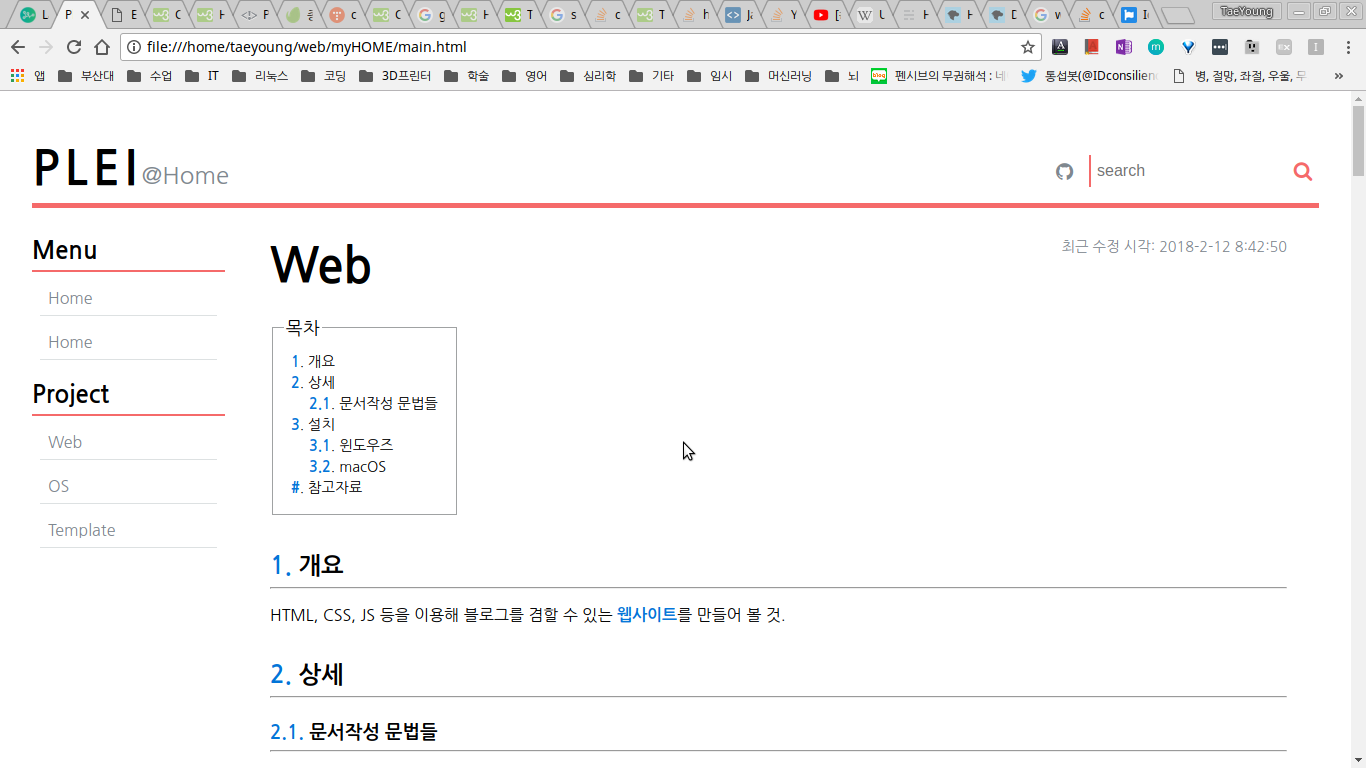 TaeYoung
file:///home/taeyoung/web/myHOME/main.html
앱 부산대 수업 IT 리눅스 코딩 3D프린터 학술 영어 심리학 기타 임시 머신러닝 뇌 펜시브의 무권해석 : 네 통섭봇(@IDconsilien 병, 절망, 좌절, 우울, 무 »
PLEI@Home
search
Menu
Home
Home
Project
Web
OS
Template
Web
최근 수정 시각: 2018-2-12 8:42:50
목차
1. 개요
2. 상세
2.1. 문서작성 문법들
3. 설치
3.1. 윈도우즈
3.2. macOS
#. 참고자료
1. 개요
HTML, CSS, JS 등을 이용해 블로그를 겸할 수 있는 웹사이트를 만들어 볼 것.
2. 상세
2.1. 문서작성 문법들